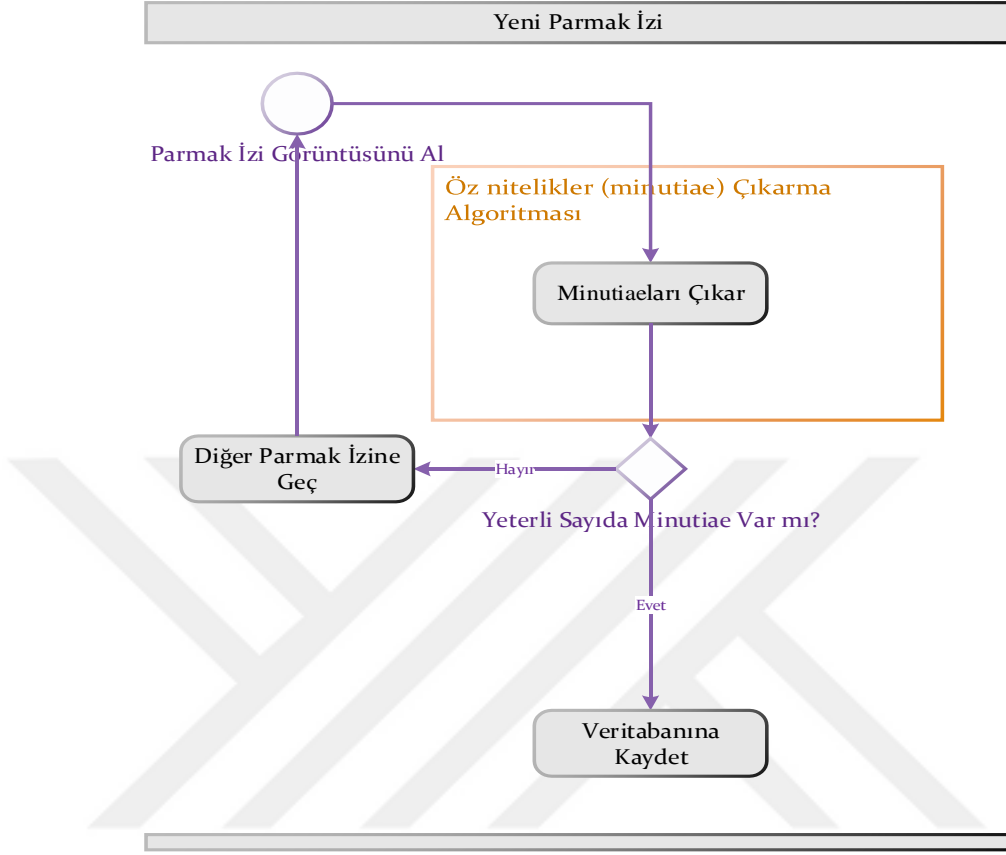 Yeni Parmak İzi
Parmak İzi Görüntüsünü Al
Öz nitelikler (minutiae) Çıkarma
Algoritması
Minutiaeları Çıkar
Diğer Parmak İzine
Geç
Hayır
Yeterli Sayıda Minutiae Var mı?
Evet
Veritabanına
Kaydet